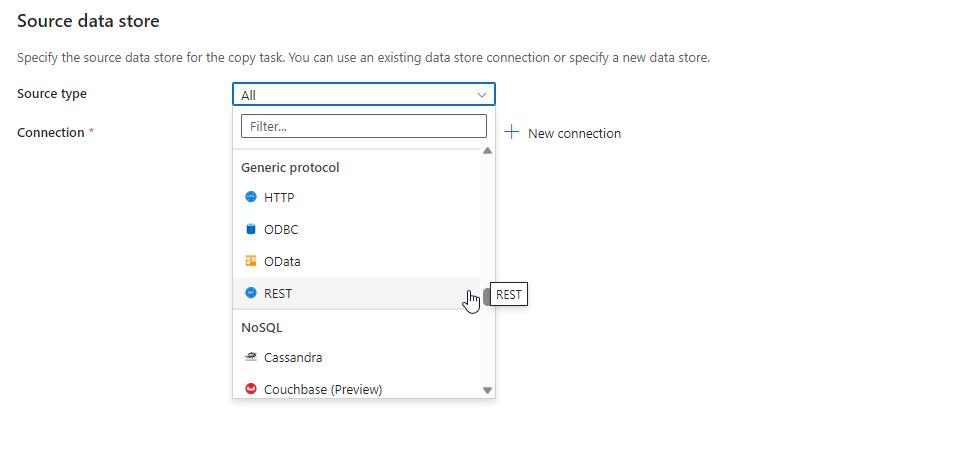 Source data store
Specify the source data store for the copy task. You can use an existing data store connection or specify a new data store.
Source type
All
Connection *
Filter...
New connection
Generic protocol
HTTP
ODBC
OData
REST
REST
NoSQL
Cassandra
Couchbase (Preview)